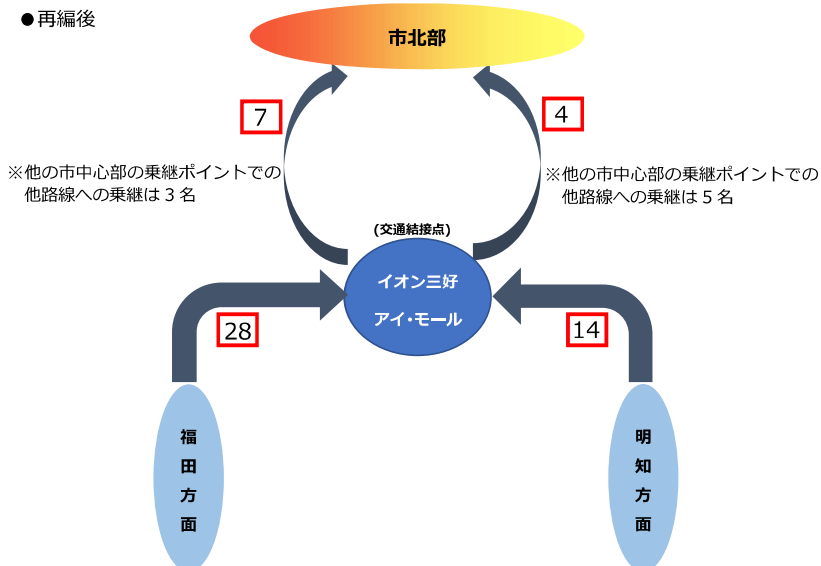 ●再編後
市北部
7
4
※他の市中心部の乗継ポイントでの
他路線への乗継は3名
※他の市中心部の乗継ポイントでの
他路線への乗継は5名
(交通結接点)
イオン三好
アイ・モール
28
14
福田方面
明知方面